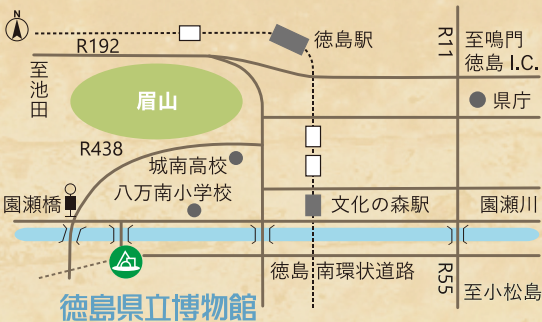 N
R192
徳島駅
R11
至鳴門
徳島 I.C.
至池田
眉山
県庁
R438
城南高校
八万南小学校
園瀬橋
文化の森駅
園瀬川
徳島南環状道路
R55
至小松島
徳島県立博物館